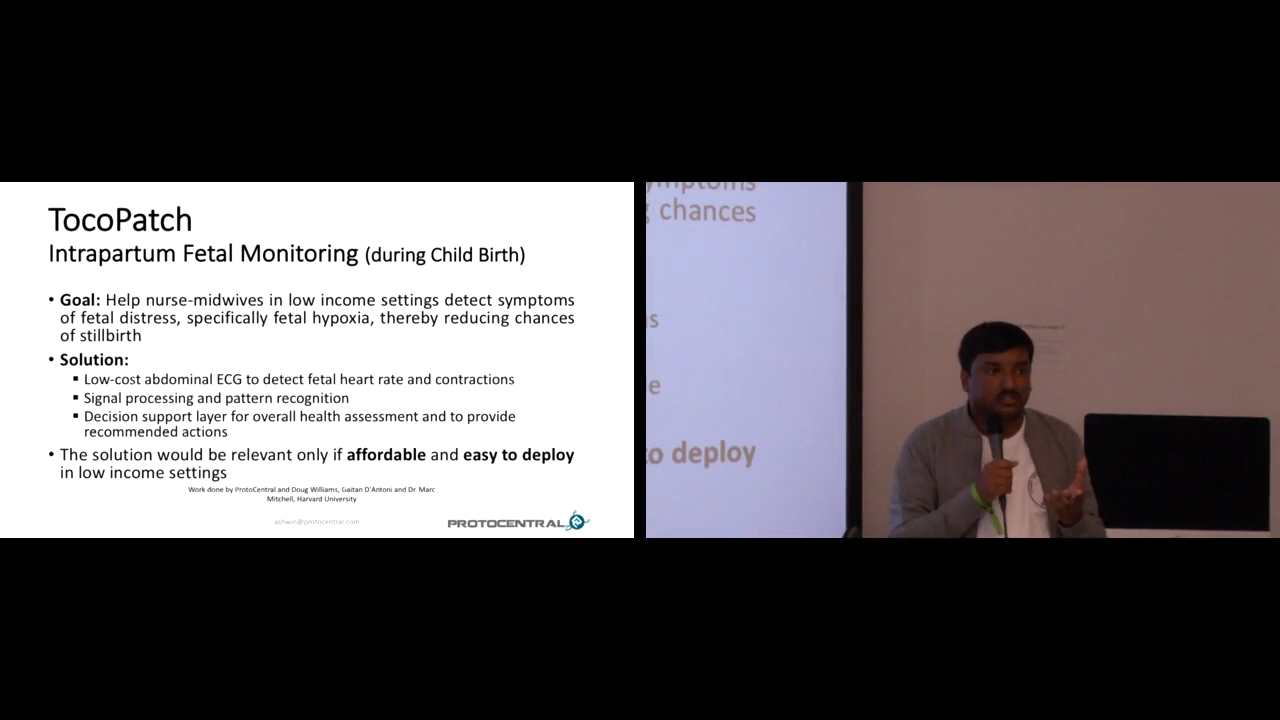 TocoPatch
Intrapartum Fetal Monitoring (during Child Birth)
• Goal: Help nurse-midwives in low income settings detect symptoms
of fetal distress, specifically fetal hypoxia, thereby reducing chances
of stillbirth
• Solution:
▪ Low-cost abdominal ECG to detect fetal heart rate and contractions
▪ Signal processing and pattern recognition
▪ Decision support layer for overall health assessment and to provide
recommended actions
• The solution would be relevant only if affordable and easy to deploy
in low income settings
Work done by ProtoCentral and Doug Williams, Gaitan D'Antoni and Dr. Marc
Mitchell, Harvard University
ashwin@protocentral.com
PROTOCENTRAL
symptoms
g chances
s
e
to deploy